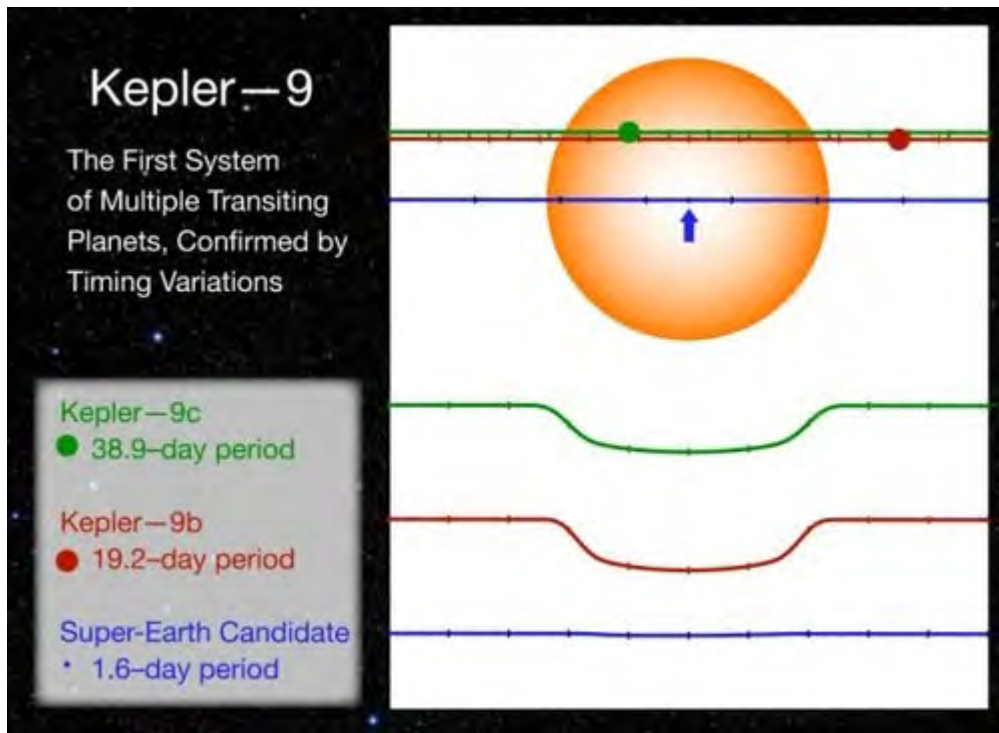 Kepler—9
The First System
of Multiple Transiting
Planets, Confirmed by
Timing Variations
Kepler—9c
38.9–day period
Kepler—9b
19.2–day period
Super-Earth Candidate
1.6–day period